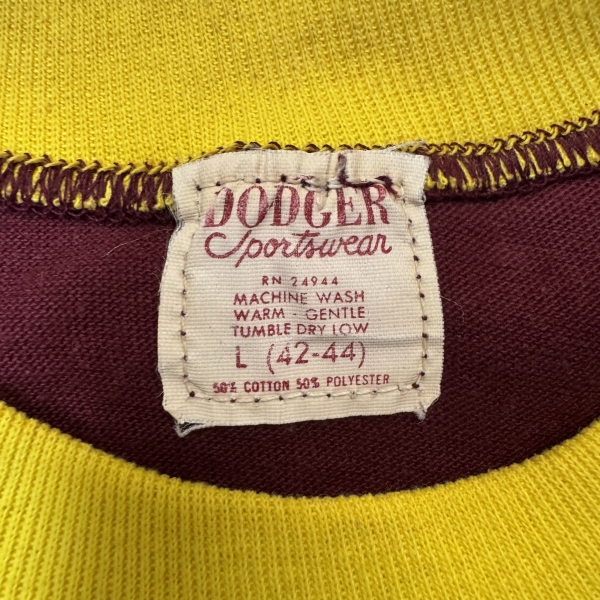 DODGER
Sportswear
RN 24944
MACHINE WASH
WARM - GENTLE
TUMBLE DRY LOW
L (42-44)
50% COTTON 50% POLYESTER